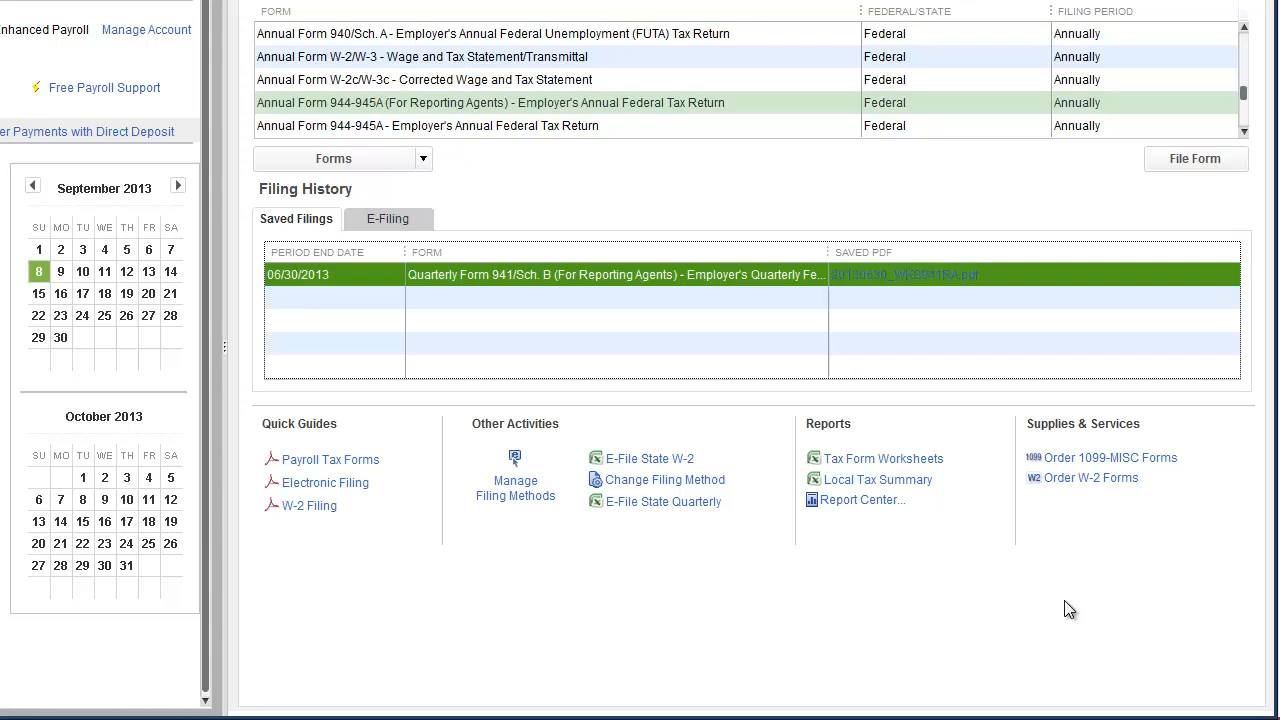 nhanced Payroll Manage Account
Free Payroll Support
er Payments with Direct Deposit
September 2013
SU MO TU WE TH FR SA
1 2 3 4 5 6 7
8 9 10 11 12 13 14
15 16 17 18 19 20 21
22 23 24 25 26 27 28
29 30
October 2013
SU MO TU WE TH FR SA
1 2 3 4 5
6 7 8 9 10 11 12
13 14 15 16 17 18 19
20 21 22 23 24 25 26
27 28 29 30 31
FORM FEDERAL/STATE FILING PERIOD
Annual Form 940/Sch. A - Employer's Annual Federal Unemployment (FUTA) Tax Return Federal Annually
Annual Form W-2/W-3 - Wage and Tax Statement/Transmittal Federal Annually
Annual Form W-2c/W-3c - Corrected Wage and Tax Statement Federal Annually
Annual Form 944-945A (For Reporting Agents) - Employer's Annual Federal Tax Return Federal Annually
Annual Form 944-945A - Employer's Annual Federal Tax Return Federal Annually
Forms File Form
Filing History
Saved Filings E-Filing
PERIOD END DATE FORM SAVED PDF
06/30/2013 Quarterly Form 941/Sch. B (For Reporting Agents) - Employer's Quarterly Fe... 20130630_WKS941RA.pdf
Quick Guides
Payroll Tax Forms
Electronic Filing
W-2 Filing
Other Activities
Manage
Filing Methods
E-File State W-2
Change Filing Method
E-File State Quarterly
Reports
Tax Form Worksheets
Local Tax Summary
Report Center...
Supplies & Services
1099 Order 1099-MISC Forms
W2 Order W-2 Forms